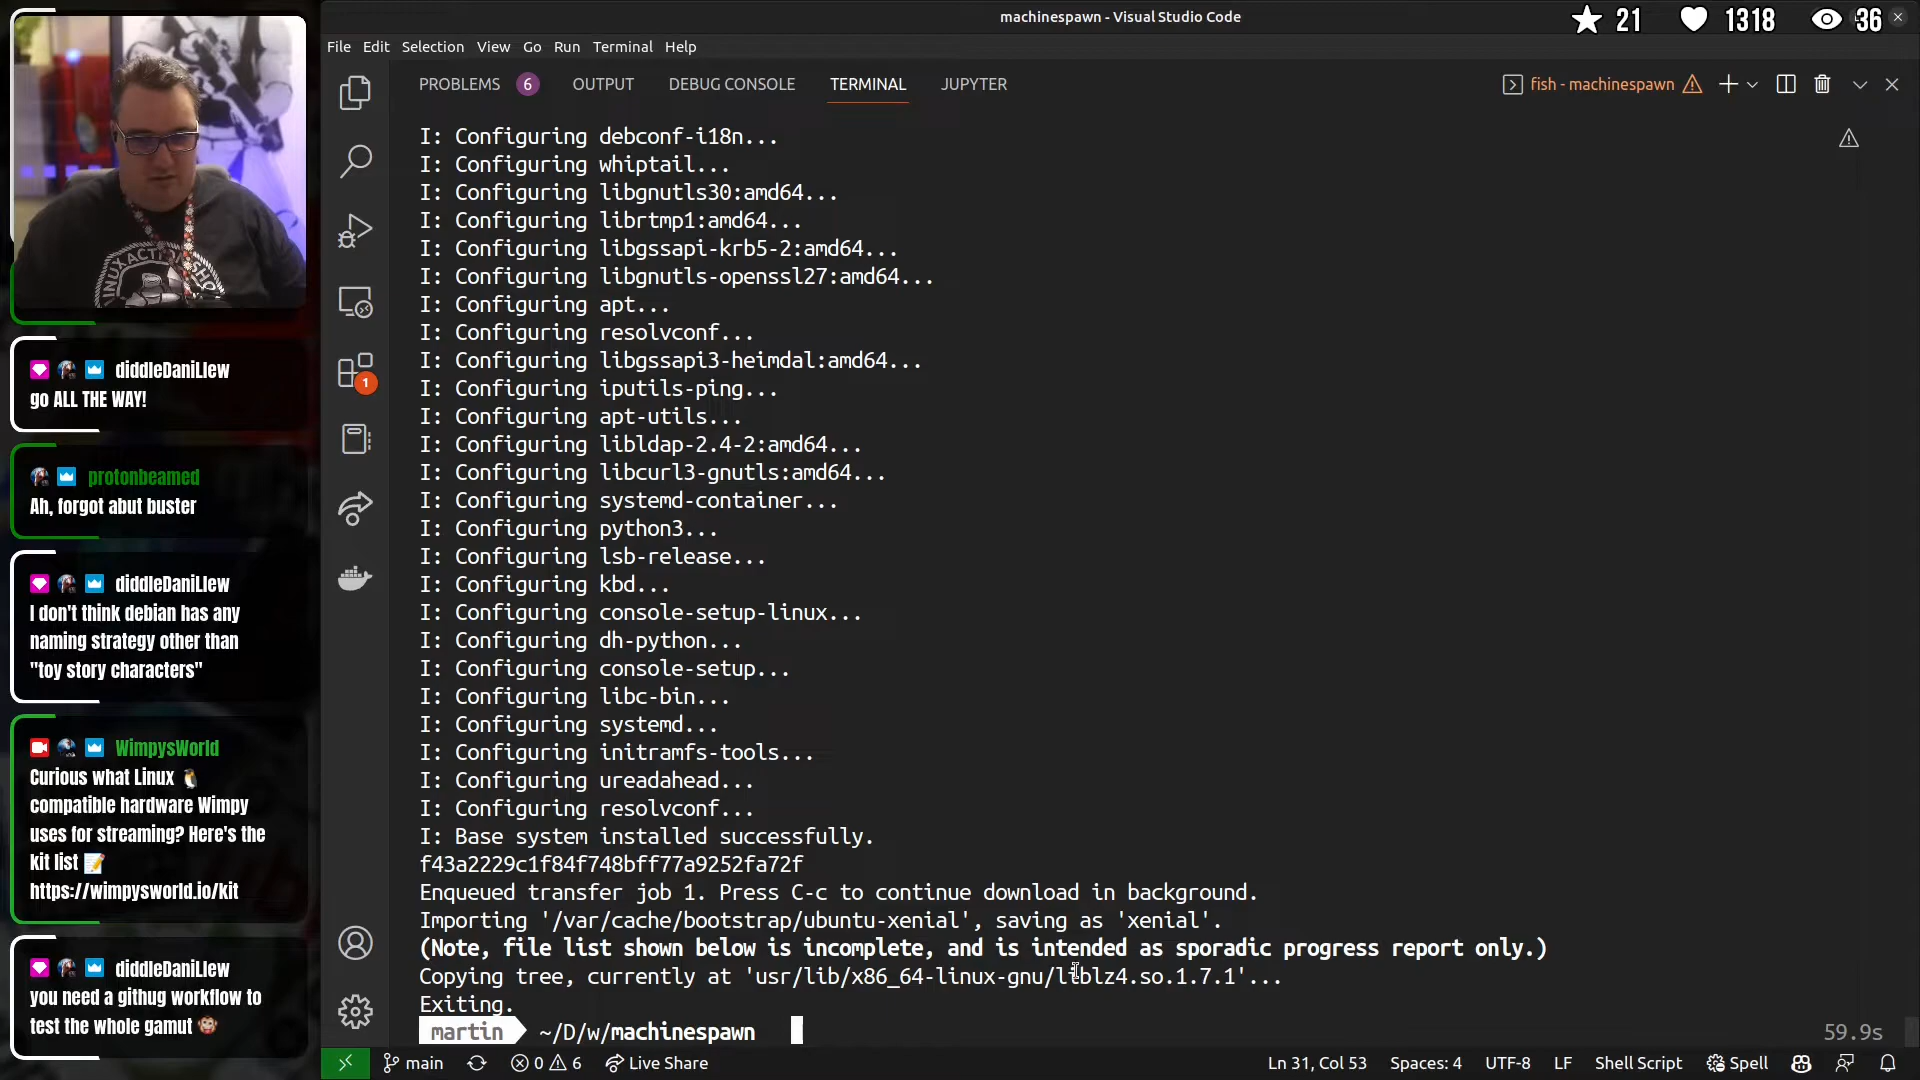 machinespawn - Visual Studio Code
21 1318 36
File Edit Selection View Go Run Terminal Help
PROBLEMS 6 OUTPUT DEBUG CONSOLE TERMINAL JUPYTER
fish - machinespawn
I: Configuring debconf-i18n...
I: Configuring whiptail...
I: Configuring libgnutls30:amd64...
I: Configuring librtmp1:amd64...
I: Configuring libgssapi-krb5-2:amd64...
I: Configuring libgnutls-openssl27:amd64...
I: Configuring apt...
I: Configuring resolvconf...
I: Configuring libgssapi3-heimdal:amd64...
I: Configuring iputils-ping...
I: Configuring apt-utils...
I: Configuring libldap-2.4-2:amd64...
I: Configuring libcurl3-gnutls:amd64...
I: Configuring systemd-container...
I: Configuring python3...
I: Configuring lsb-release...
I: Configuring kbd...
I: Configuring console-setup-linux...
I: Configuring dh-python...
I: Configuring console-setup...
I: Configuring libc-bin...
I: Configuring systemd...
I: Configuring initramfs-tools...
I: Configuring ureadahead...
I: Configuring resolvconf...
I: Base system installed successfully.
f43a2229c1f84f748bff77a9252fa72f
Enqueued transfer job 1. Press C-c to continue download in background.
Importing '/var/cache/bootstrap/ubuntu-xenial', saving as 'xenial'.
(Note, file list shown below is incomplete, and is intended as sporadic progress report only.)
Copying tree, currently at 'usr/lib/x86_64-linux-gnu/liblz4.so.1.7.1'...
Exiting.
martin ~/D/w/machinespawn 59.9s
1
main 0 6 Live Share Ln 31, Col 53 Spaces: 4 UTF-8 LF Shell Script Spell
LINUX ACTION SHOW
diddleDaniLlew
go ALL THE WAY!
protonbeamed
Ah, forgot abut buster
diddleDaniLlew
I don't think debian has any
naming strategy other than
"toy story characters"
WimpysWorld
Curious what Linux 🐧
compatible hardware Wimpy
uses for streaming? Here's the
kit list 📝
https://wimpysworld.io/kit
diddleDaniLlew
you need a githug workflow to
test the whole gamut 🐵